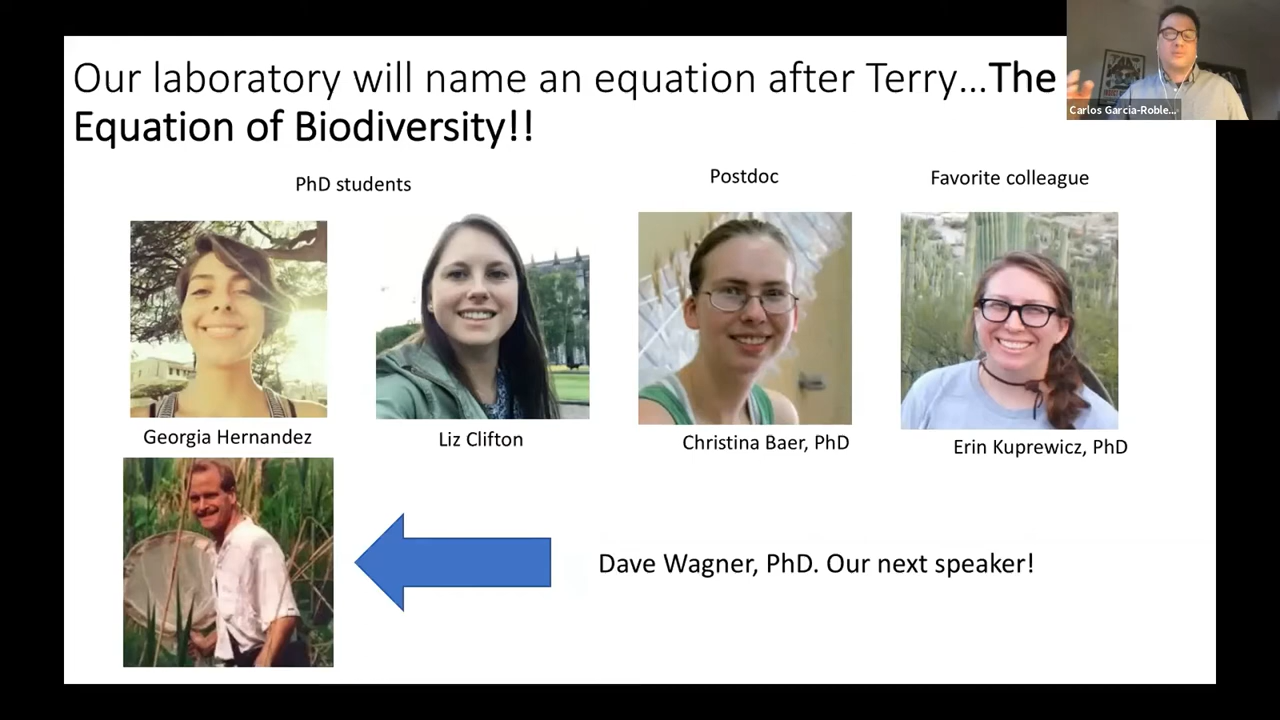 Our laboratory will name an equation after Terry...The
Equation of Biodiversity!!
Carlos Garcia-Roble...
PhD students
Postdoc
Favorite colleague
Georgia Hernandez
Liz Clifton
Christina Baer, PhD
Erin Kuprewicz, PhD
Dave Wagner, PhD. Our next speaker!